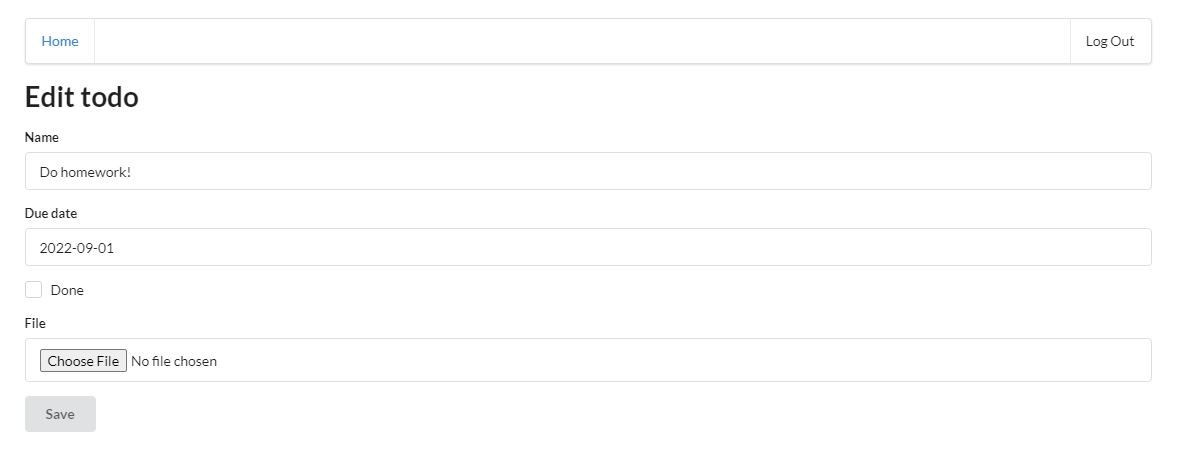 Home Log Out
Edit todo
Name
Do homework!
Due date
2022-09-01
Done
File
Choose File No file chosen
Save